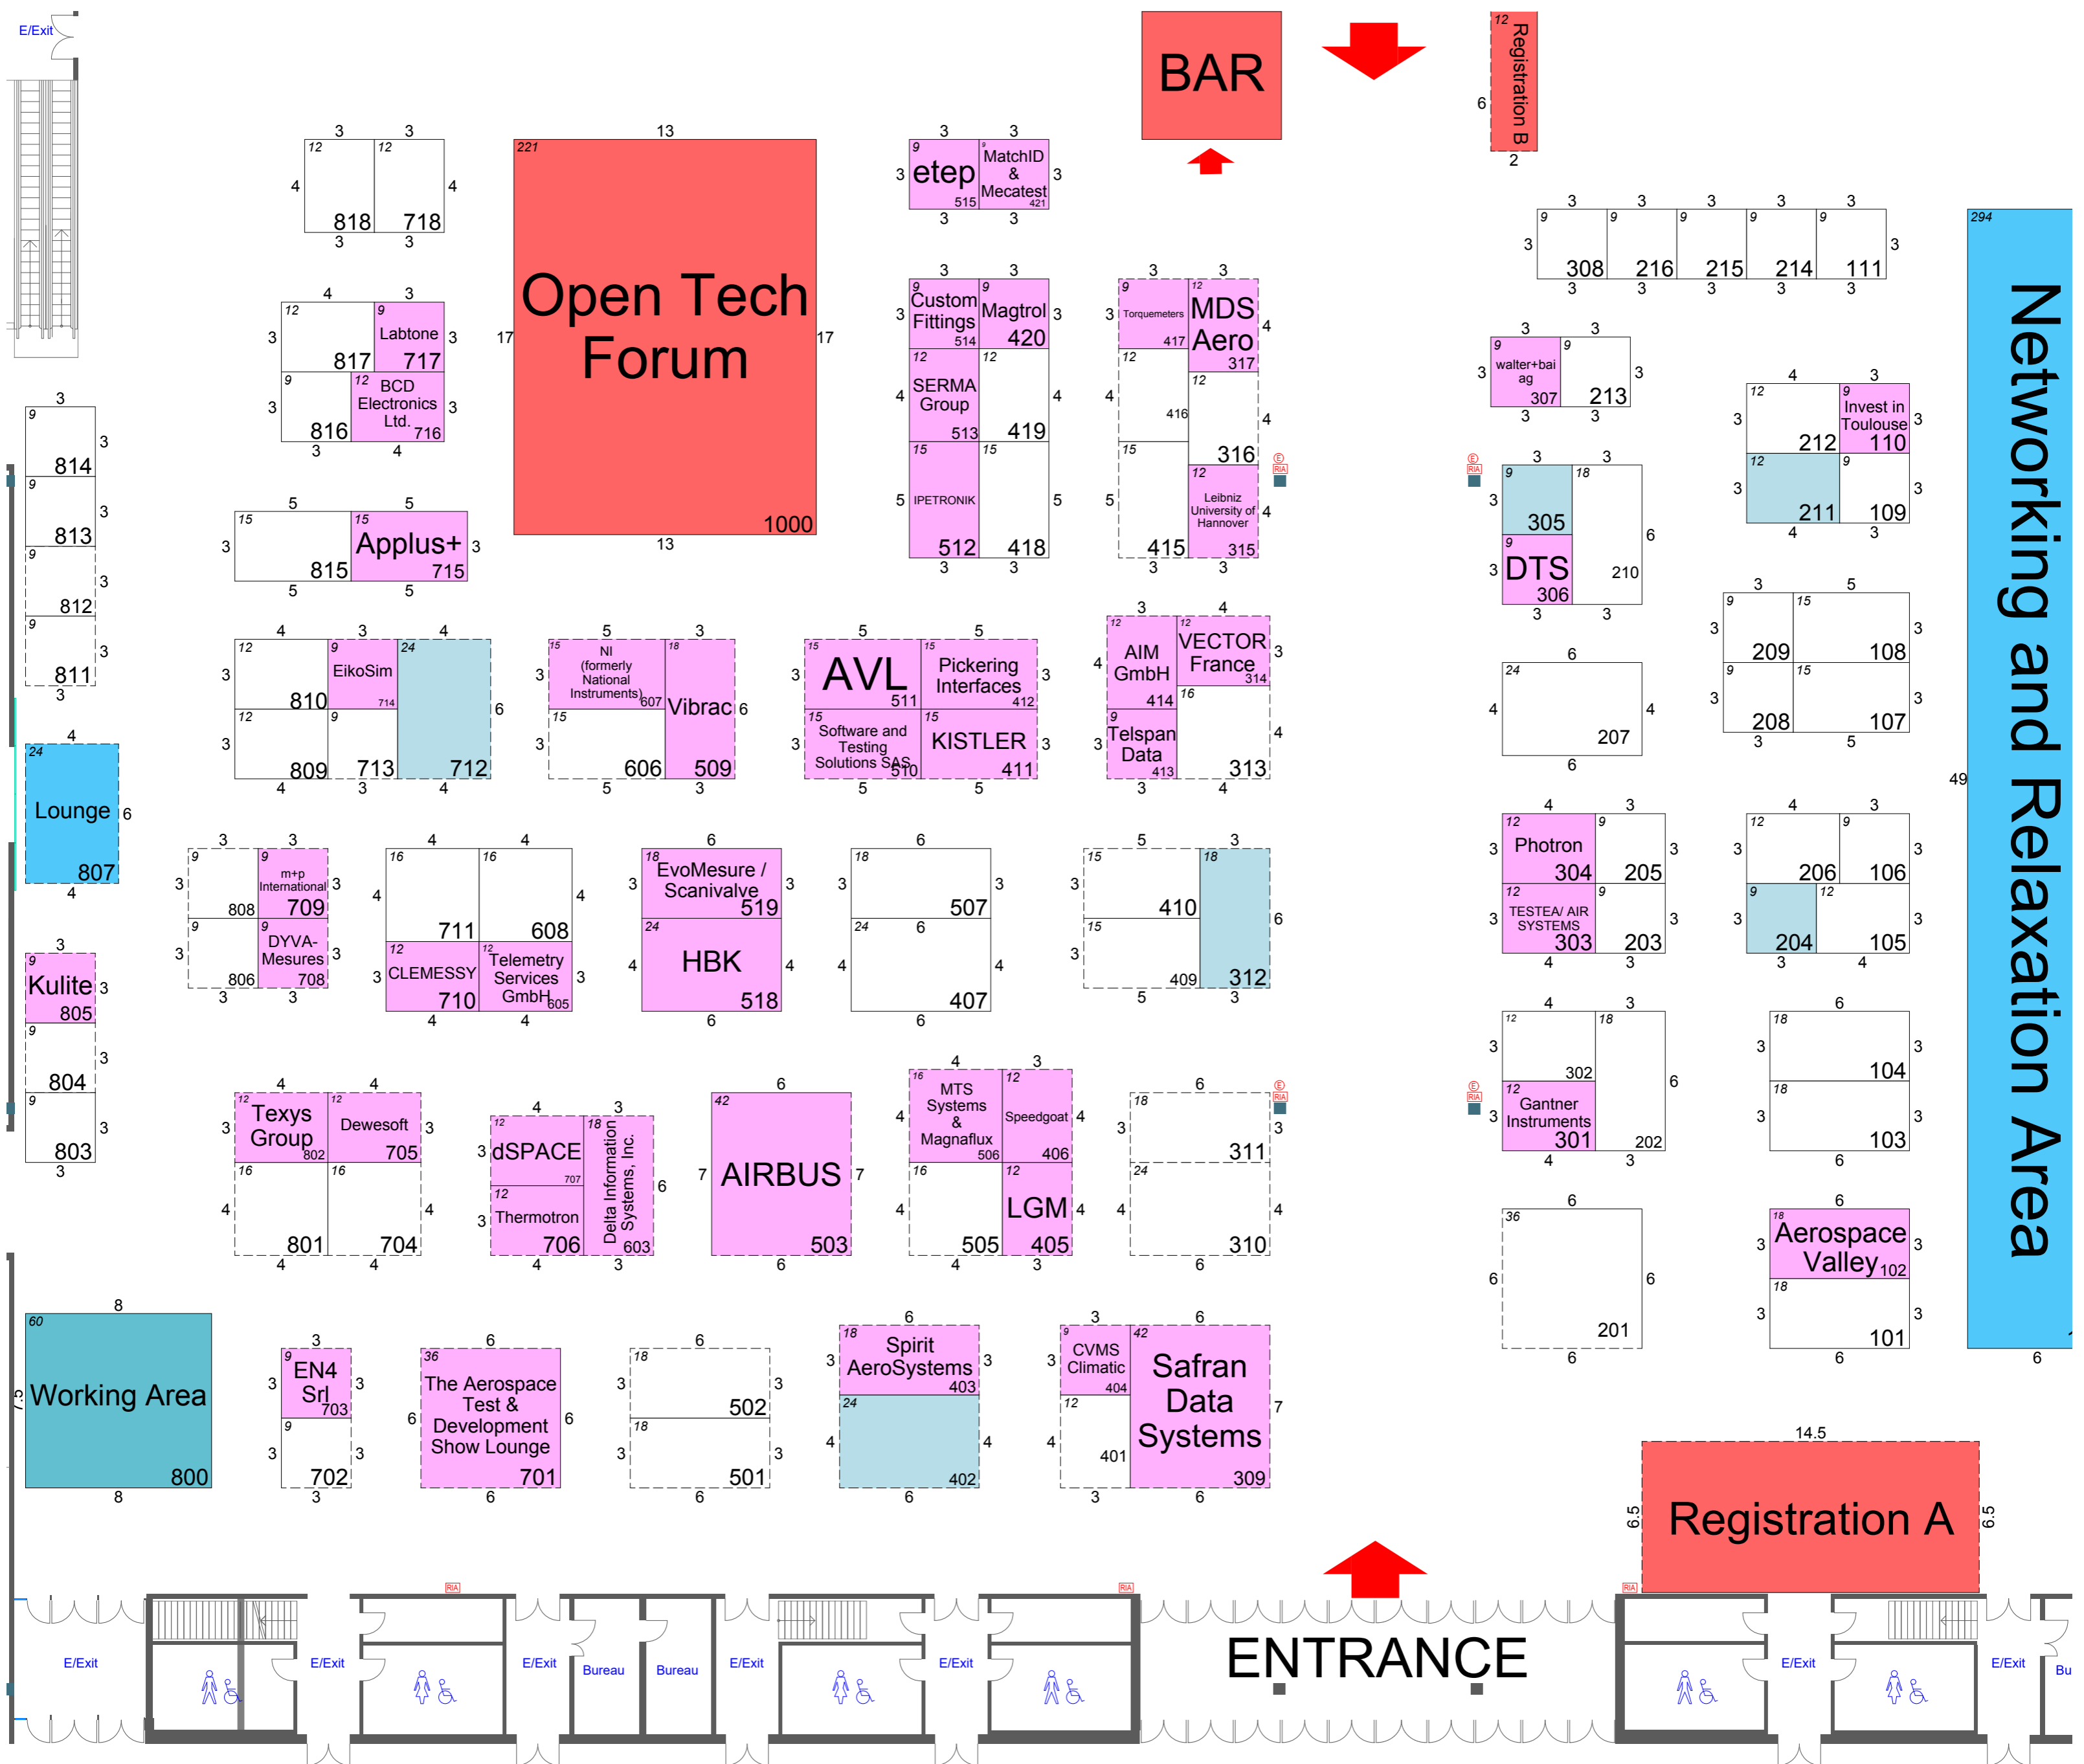 E/Exit
BAR
12
Registration B
6
2
3 3
12 12
4 4
818 718
3 3
13
221
Open Tech
Forum
17 17
1000
13
3 3
9 9
3 etep MatchID
&
Mecatest 3
515 421
3 3
3 3 3 3 3
9 9 9 9 9
3 3
308 216 215 214 111
3 3 3 3 3
294
Networking and Relaxation Area
49
6
4 3
12 9
3 Labtone 3
817 717
9 12
3 BCD
Electronics
Ltd. 3
816 716
3 4
3 3
9 9
3 Custom
Fittings Magtrol 3
514 420
12 12
4 SERMA
Group 4
513 419
15 15
5 IPETRONIK 5
512 418
3 3
3 3
9 12
3 Torquemeters MDS
Aero 4
417 317
12 12
4 4
416 316
15 12
5 Leibniz
University of
Hannover 4
415 315
3 3
E
RIA
E
RIA
3 3
9 9
3 walter+bai
ag 3
307 213
3 3
4 3
12 9
3 Invest in
Toulouse 3
212 110
12 9
3 3
211 109
4 3
3 3
9 18
3
305
9 6
3 DTS
306 210
3 3
3
9
3
814
9
3
813
9
3
812
9
3
811
3
5 5
15 15
3 Applus+ 3
815 715
5 5
4 3 4
12 9 24
3 EikoSim
810 714
12 9 6
3
809 713 712
4 3 4
5 3
15 18
3 NI
(formerly
National
Instruments)
607
15 Vibrac 6
3
606 509
5 3
5 5
15 15
3 AVL Pickering
Interfaces 3
511 412
15 15
3 Software and
Testing
Solutions SAS KISTLER 3
510 411
5 5
3 4
12 12
4 AIM
GmbH VECTOR
France 3
414 314
9 16
3 Telspan
Data 4
413 313
3 4
3 5
9 15
3
209 108
9 15
3
208 107
3 5
6
24
4 4
207
6
4
24
Lounge 6
807
4
3 3
9 9
3 m+p
International 3
808 709
9 9
3 DYVA-
Mesures 3
806 708
3 3
4 4
16 16
4 4
711 608
12 12
3 CLEMESSY Telemetry
Services
GmbH 3
710 605
4 4
6
18
3 EvoMesure /
Scanivalve 3
519
24
4 HBK 4
518
6
6
18
3 3
507
24 6
4 4
407
6
5 3
15 18
3
410
15 6
3
409 312
5 3
4 3
12 9
3 Photron 3
304 205
12 9
3 TESTEA/ AIR
SYSTEMS 3
303 203
4 3
4 3
12 9
3 3
206 106
9 12
3 3
204 105
3 4
3
9
Kulite 3
805
9
3
804
9
3
803
3
4 4
12 12
3 Texys
Group Dewesoft 3
802 705
16 16
4 4
801 704
4 4
4 3
12 18
3 dSPACE
707
Delta Information
Systems, Inc.
6
12
3 Thermotron
706 603
4 3
6
42
7 AIRBUS 7
503
6
4 3
16 12
4 MTS
Systems
&
Magnaflux Speedgoat 4
506 406
16 12
4 LGM 4
505 405
4 3
6
18
3 3
311
24
4 4
310
6
E
RIA
E
RIA
4 3
12 18
3
302
12 6
3 Gantner
Instruments
301 202
4 3
6
18
3 3
104
18
3 3
103
6
6
36
6 6
201
6
6
18
3 Aerospace
Valley 3
102
18
3 3
101
6
8
60
7.5
Working Area
800
8
3
9
3 EN4
Srl 3
703
9
3 3
702
3
6
36
6 The Aerospace
Test &
Development
Show Lounge 6
701
6
6
18
3 3
502
18
3 3
501
6
6
18
3 Spirit
AeroSystems 3
403
24
4 4
402
6
3 6
9 42
3 CVMS
Climatic
404
Safran
Data
Systems
7
12
4
401 309
3 6
14.5
6.5 Registration A 6.5
RIA RIA RIA
E/Exit E/Exit E/Exit Bureau Bureau E/Exit E/Exit ENTRANCE E/Exit E/Exit Bu